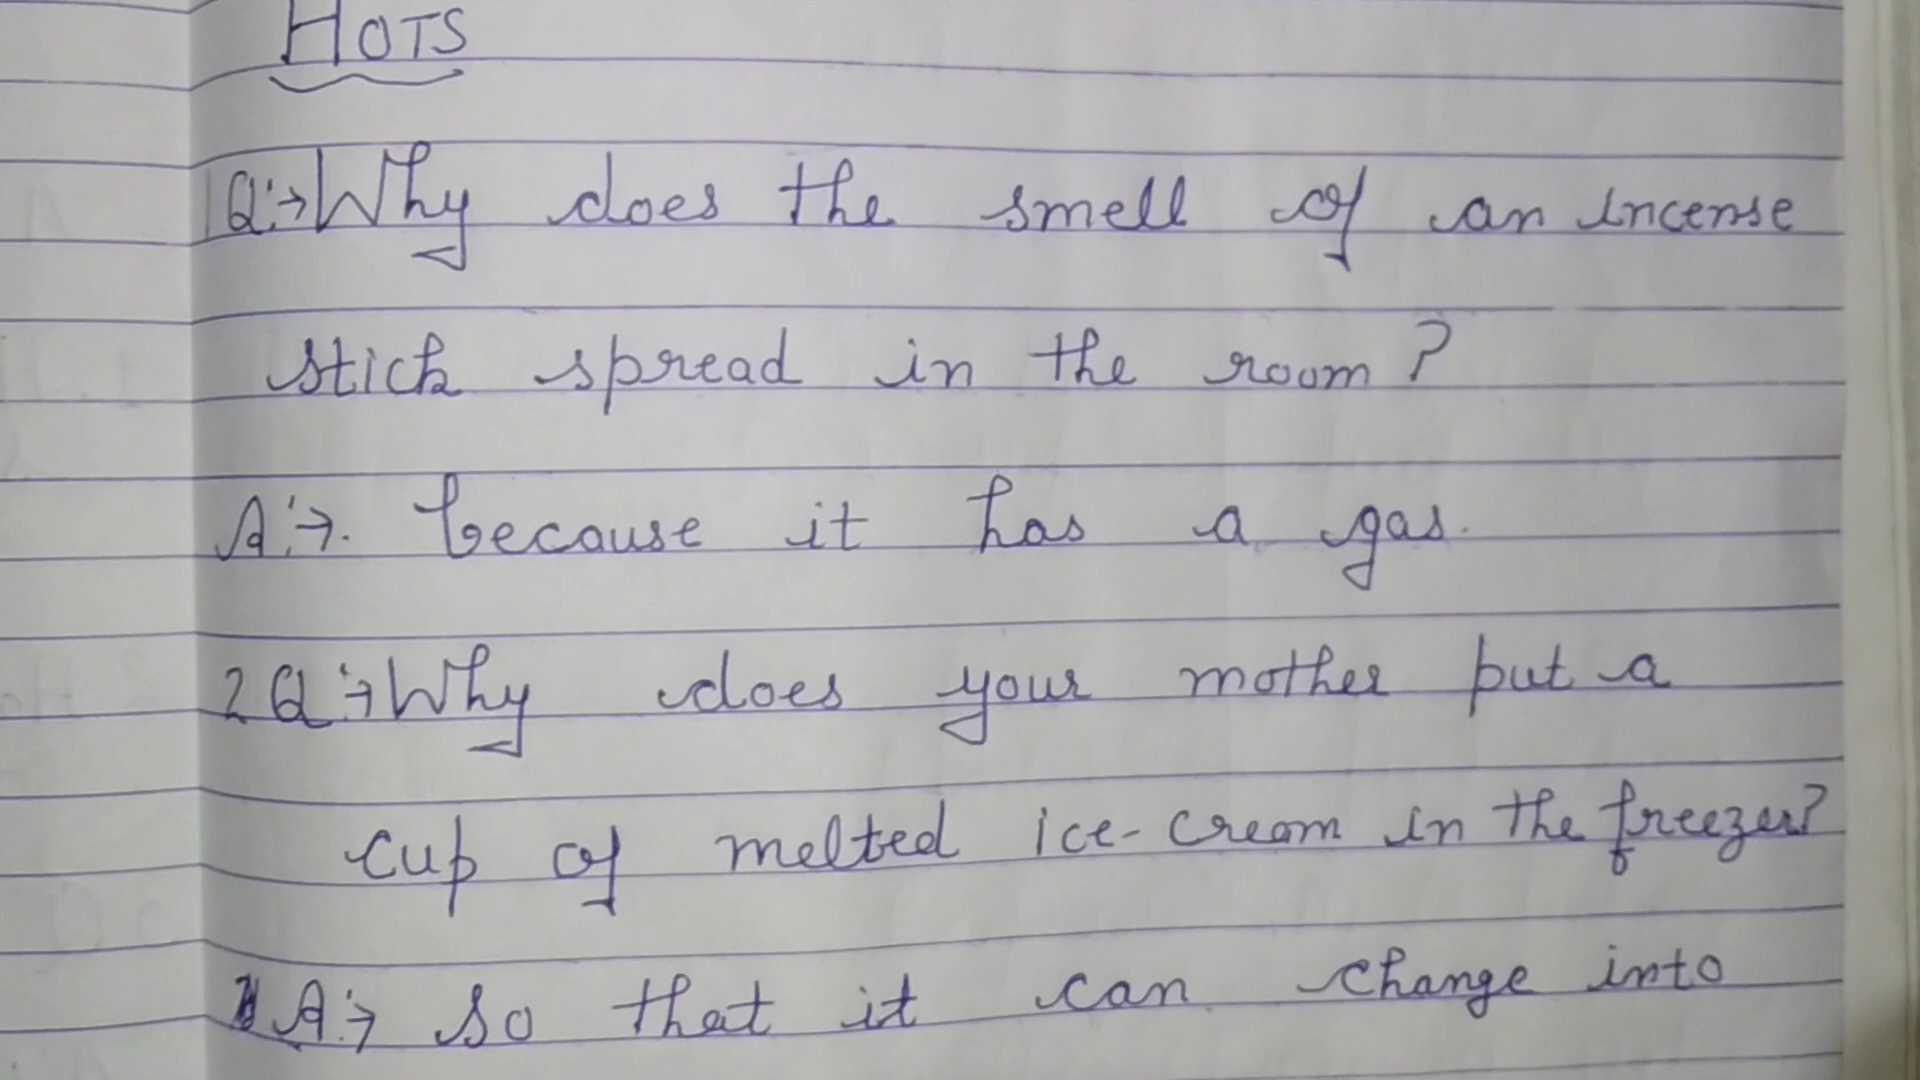 HOTS
1Q:→Why does the smell of an incense
stick spread in the room?
A:→. because it has a gas.
2Q:→Why does your mother put a
cup of melted ice-cream in the freezer?
A:→ So that it can change into